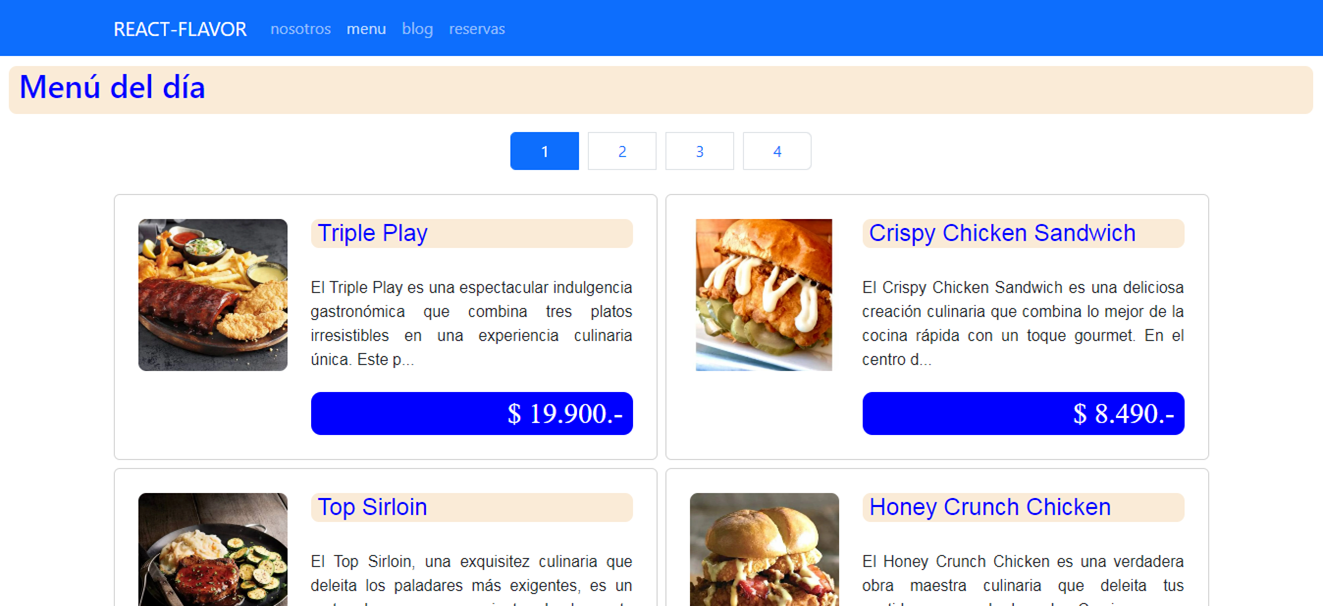 REACT-FLAVOR nosotros menu blog reservas
Menú del día
1 2 3 4
Triple Play
El Triple Play es una espectacular indulgencia
gastronómica que combina tres platos
irresistibles en una experiencia culinaria
única. Este p...
$ 19.900.-
Crispy Chicken Sandwich
El Crispy Chicken Sandwich es una deliciosa
creación culinaria que combina lo mejor de la
cocina rápida con un toque gourmet. En el
centro d...
$ 8.490.-
Top Sirloin
El Top Sirloin, una exquisitez culinaria que
deleita los paladares más exigentes, es un
Honey Crunch Chicken
El Honey Crunch Chicken es una verdadera
obra maestra culinaria que deleita tus